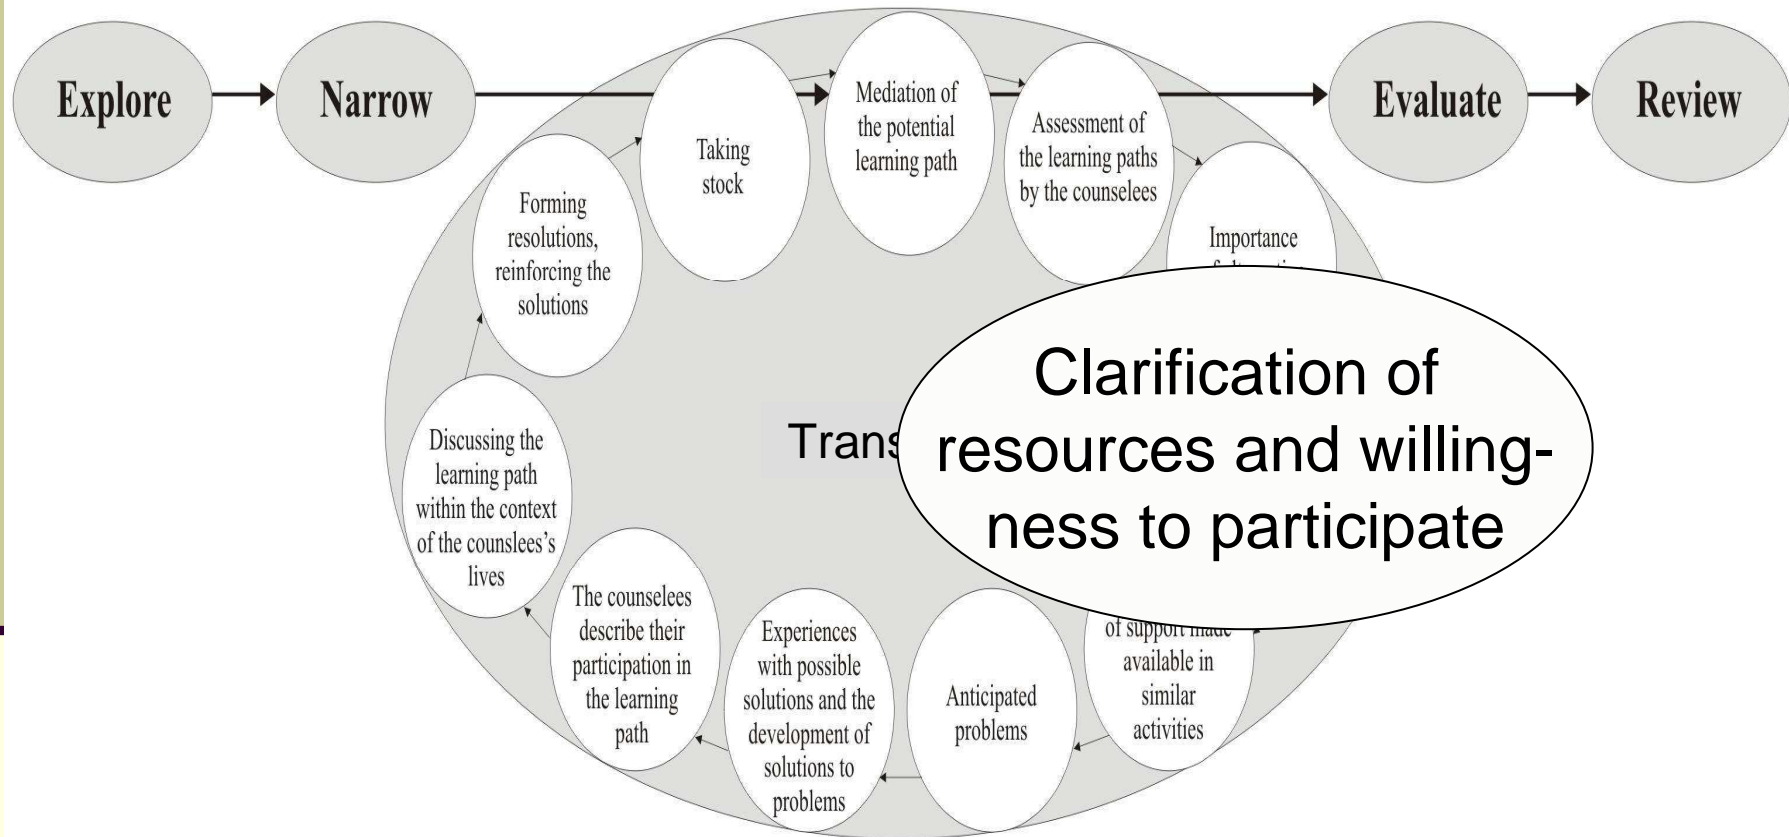 Explore
Narrow
Evaluate
Review
Taking
stock
Mediation of
the potential
learning path
Assessment of
the learning paths
by the counselees
Importance
Forming
resolutions,
reinforcing the
solutions
Clarification of
resources and willing-
ness to participate
Discussing the
learning path
within the context
of the counslees’s
lives
The counselees
describe their
participation in
the learning
path
Experiences
with possible
solutions and the
development of
solutions to
problems
Anticipated
problems
of support made
available in
similar
activities